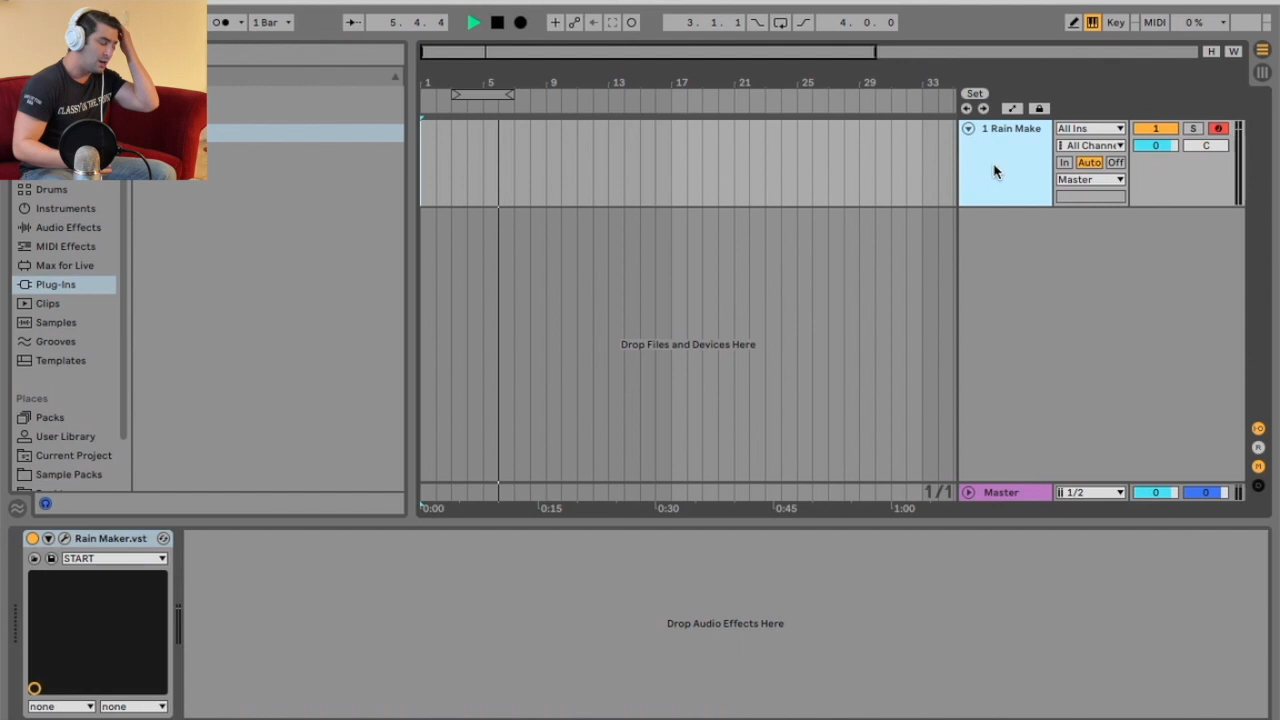 1 Bar
5. 4. 4
3. 1. 1
4. 0. 0
Key
MIDI
0 %
H
W
1
5
9
13
17
21
25
29
33
Set
1 Rain Make
All Ins
1
S
All Channe
0
C
In
Auto
Off
Master
Drums
Instruments
Audio Effects
MIDI Effects
Max for Live
Plug-Ins
Clips
Samples
Grooves
Templates
Places
Packs
User Library
Current Project
Sample Packs
Drop Files and Devices Here
R
M
D
1/1
Master
1/2
0
0
0:00
0:15
0:30
0:45
1:00
Rain Maker.vst
START
Drop Audio Effects Here
none
none